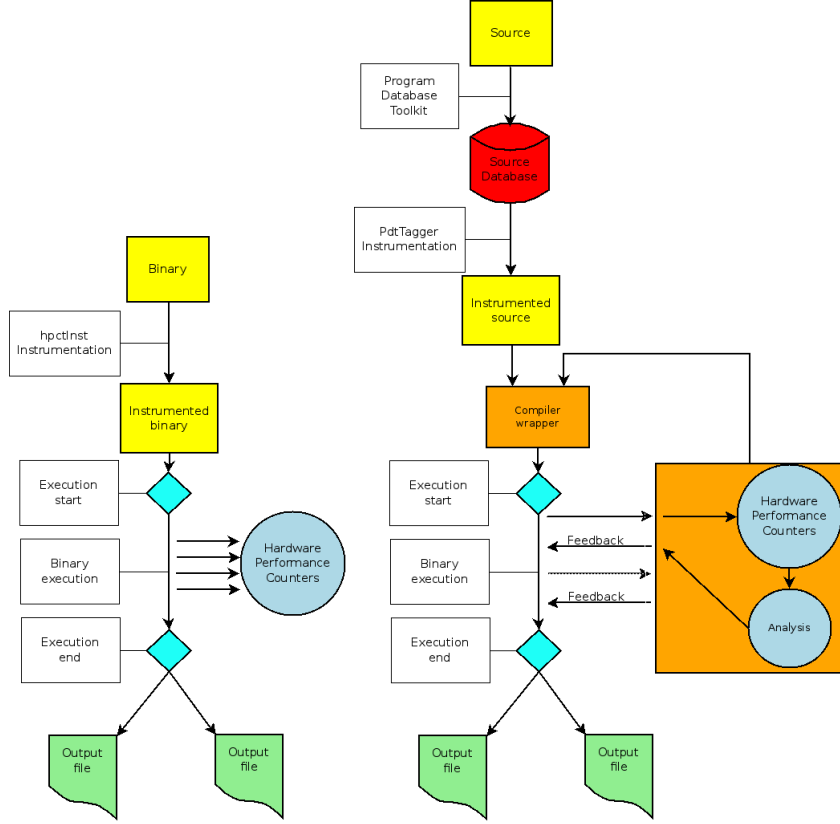 Source
Program
Database
Toolkit
Source
Database
PdtTagger
Instrumentation
Binary
hpctInst
Instrumentation
Instrumented
source
Instrumented
binary
Compiler
wrapper
Execution
start
Execution
start
Hardware
Performance
Counters
Feedback
Binary
execution
Hardware
Performance
Counters
Binary
execution
Feedback
Analysis
Execution
end
Execution
end
Output
file
Output
file
Output
file
Output
file